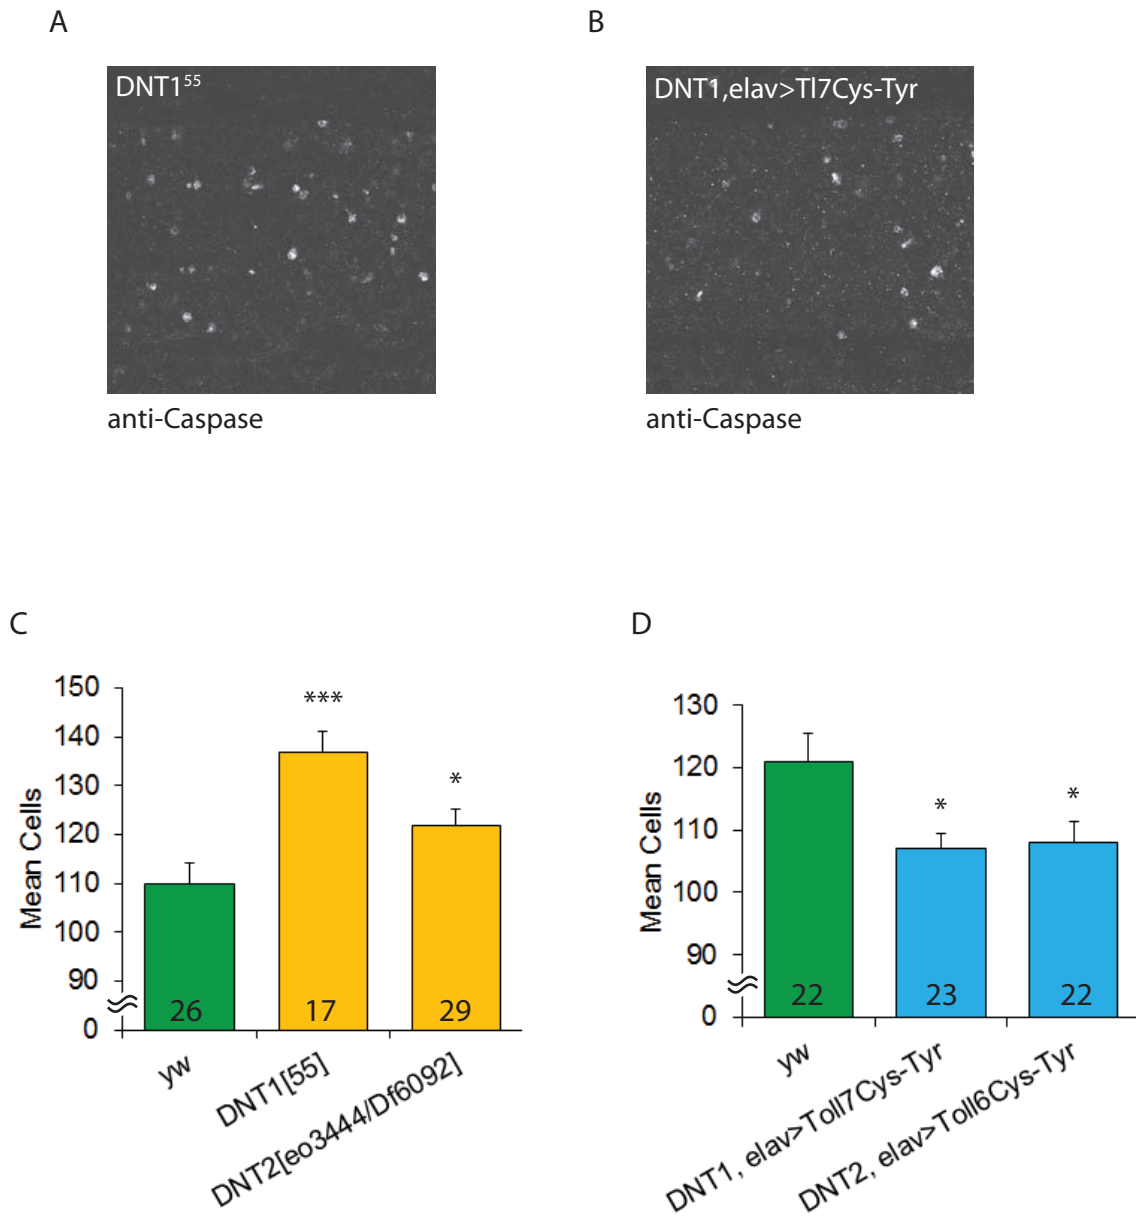 A
B
DNT1⁵⁵
DNT1,elav>Tl7Cys-Tyr
anti-Caspase
anti-Caspase
C
D
150
140
130
120
110
100
90
0
Mean Cells
***
*
26
17
29
yw
DNT1[55]
DNT2[eo3444/Df6092]
130
120
110
100
90
0
Mean Cells
*
*
22
23
22
yw
DNT1, elav>Toll7Cys-Tyr
DNT2, elav>Toll6Cys-Tyr